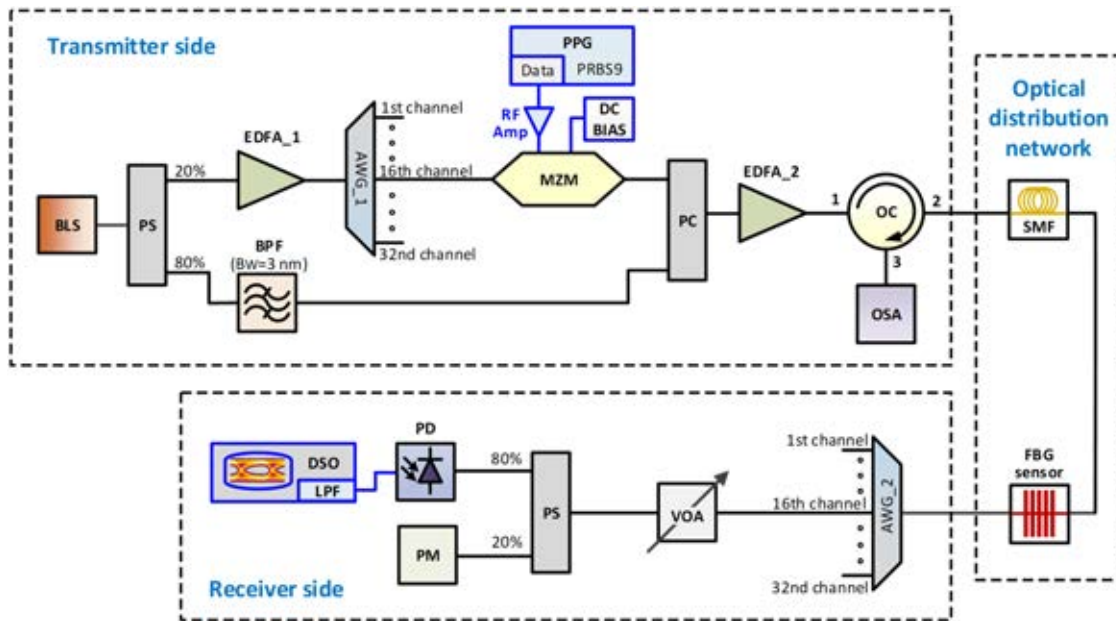 Transmitter side
PPG
Data
PRBS9
RF
Amp
DC
BIAS
1st channel
EDFA_1
AWG_1
20%
16th channel
MZM
EDFA_2
BLS
PS
PC
1
OC
2
3
BPF
(Bw=3 nm)
80%
32nd channel
OSA
Optical
distribution
network
SMF
FBG
sensor
PD
DSO
LPF
80%
PS
VOA
1st channel
16th channel
AWG_2
PM
20%
32nd channel
Receiver side